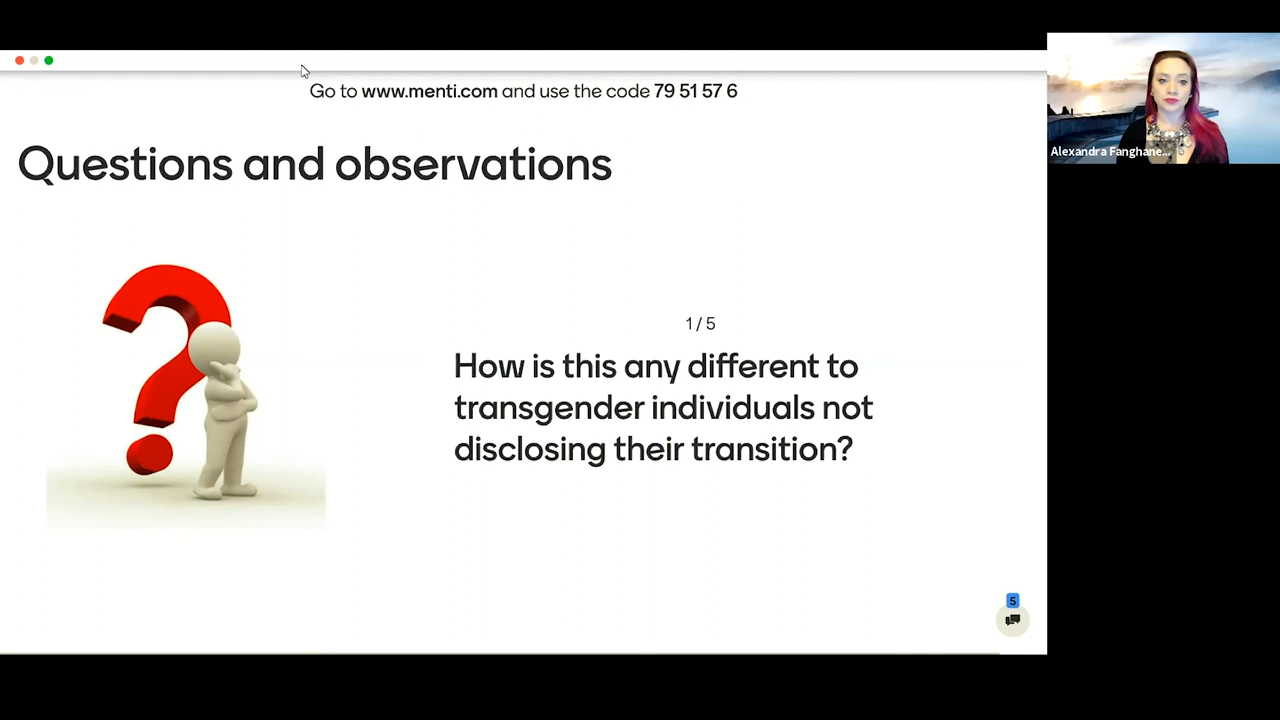 Go to www.menti.com and use the code 79 51 57 6
Questions and observations
1 / 5
How is this any different to
transgender individuals not
disclosing their transition?
5
Alexandra Fanghane...